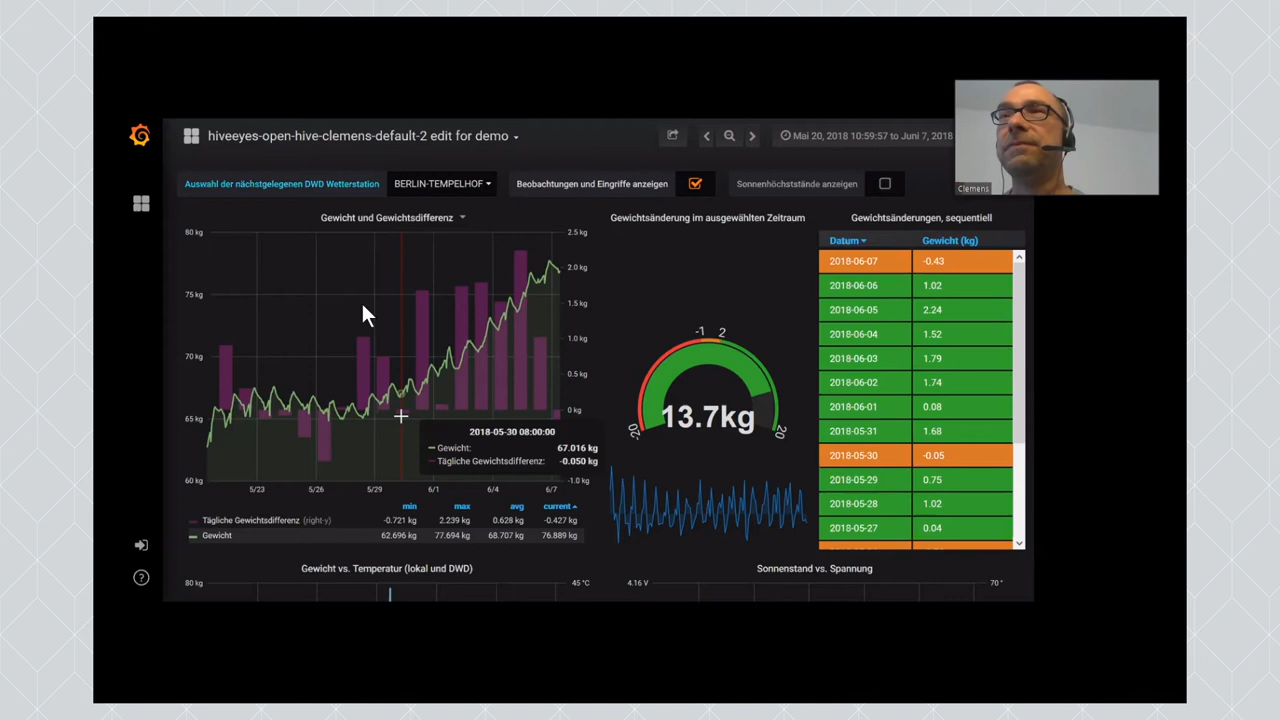 hiveeyes-open-hive-clemens-default-2 edit for demo
Mai 20, 2018 10:59:57 to Juni 7, 2018
Clemens
Auswahl der nächstgelegenen DWD Wetterstation
BERLIN-TEMPELHOF
Beobachtungen und Eingriffe anzeigen
Sonnenhöchststände anzeigen
Gewicht und Gewichtsdifferenz
80 kg
75 kg
70 kg
65 kg
60 kg
2.5 kg
2.0 kg
1.5 kg
1.0 kg
0.5 kg
0 kg
-1.0 kg
5/23 5/26 5/29 6/1 6/4 6/7
2018-05-30 08:00:00
Gewicht: 67.016 kg
Tägliche Gewichtsdifferenz: -0.050 kg
min max avg current
Tägliche Gewichtsdifferenz (right-y) -0.721 kg 2.239 kg 0.628 kg -0.427 kg
Gewicht 62.696 kg 77.694 kg 68.707 kg 76.889 kg
Gewichtsänderung im ausgewählten Zeitraum
-1 2
-20
13.7kg
20
Gewichtsänderungen, sequentiell
Datum Gewicht (kg)
2018-06-07 -0.43
2018-06-06 1.02
2018-06-05 2.24
2018-06-04 1.52
2018-06-03 1.79
2018-06-02 1.74
2018-06-01 0.08
2018-05-31 1.68
2018-05-30 -0.05
2018-05-29 0.75
2018-05-28 1.02
2018-05-27 0.04
Gewicht vs. Temperatur (lokal und DWD)
80 kg
45 °C
Sonnenstand vs. Spannung
4.16 V
70 °